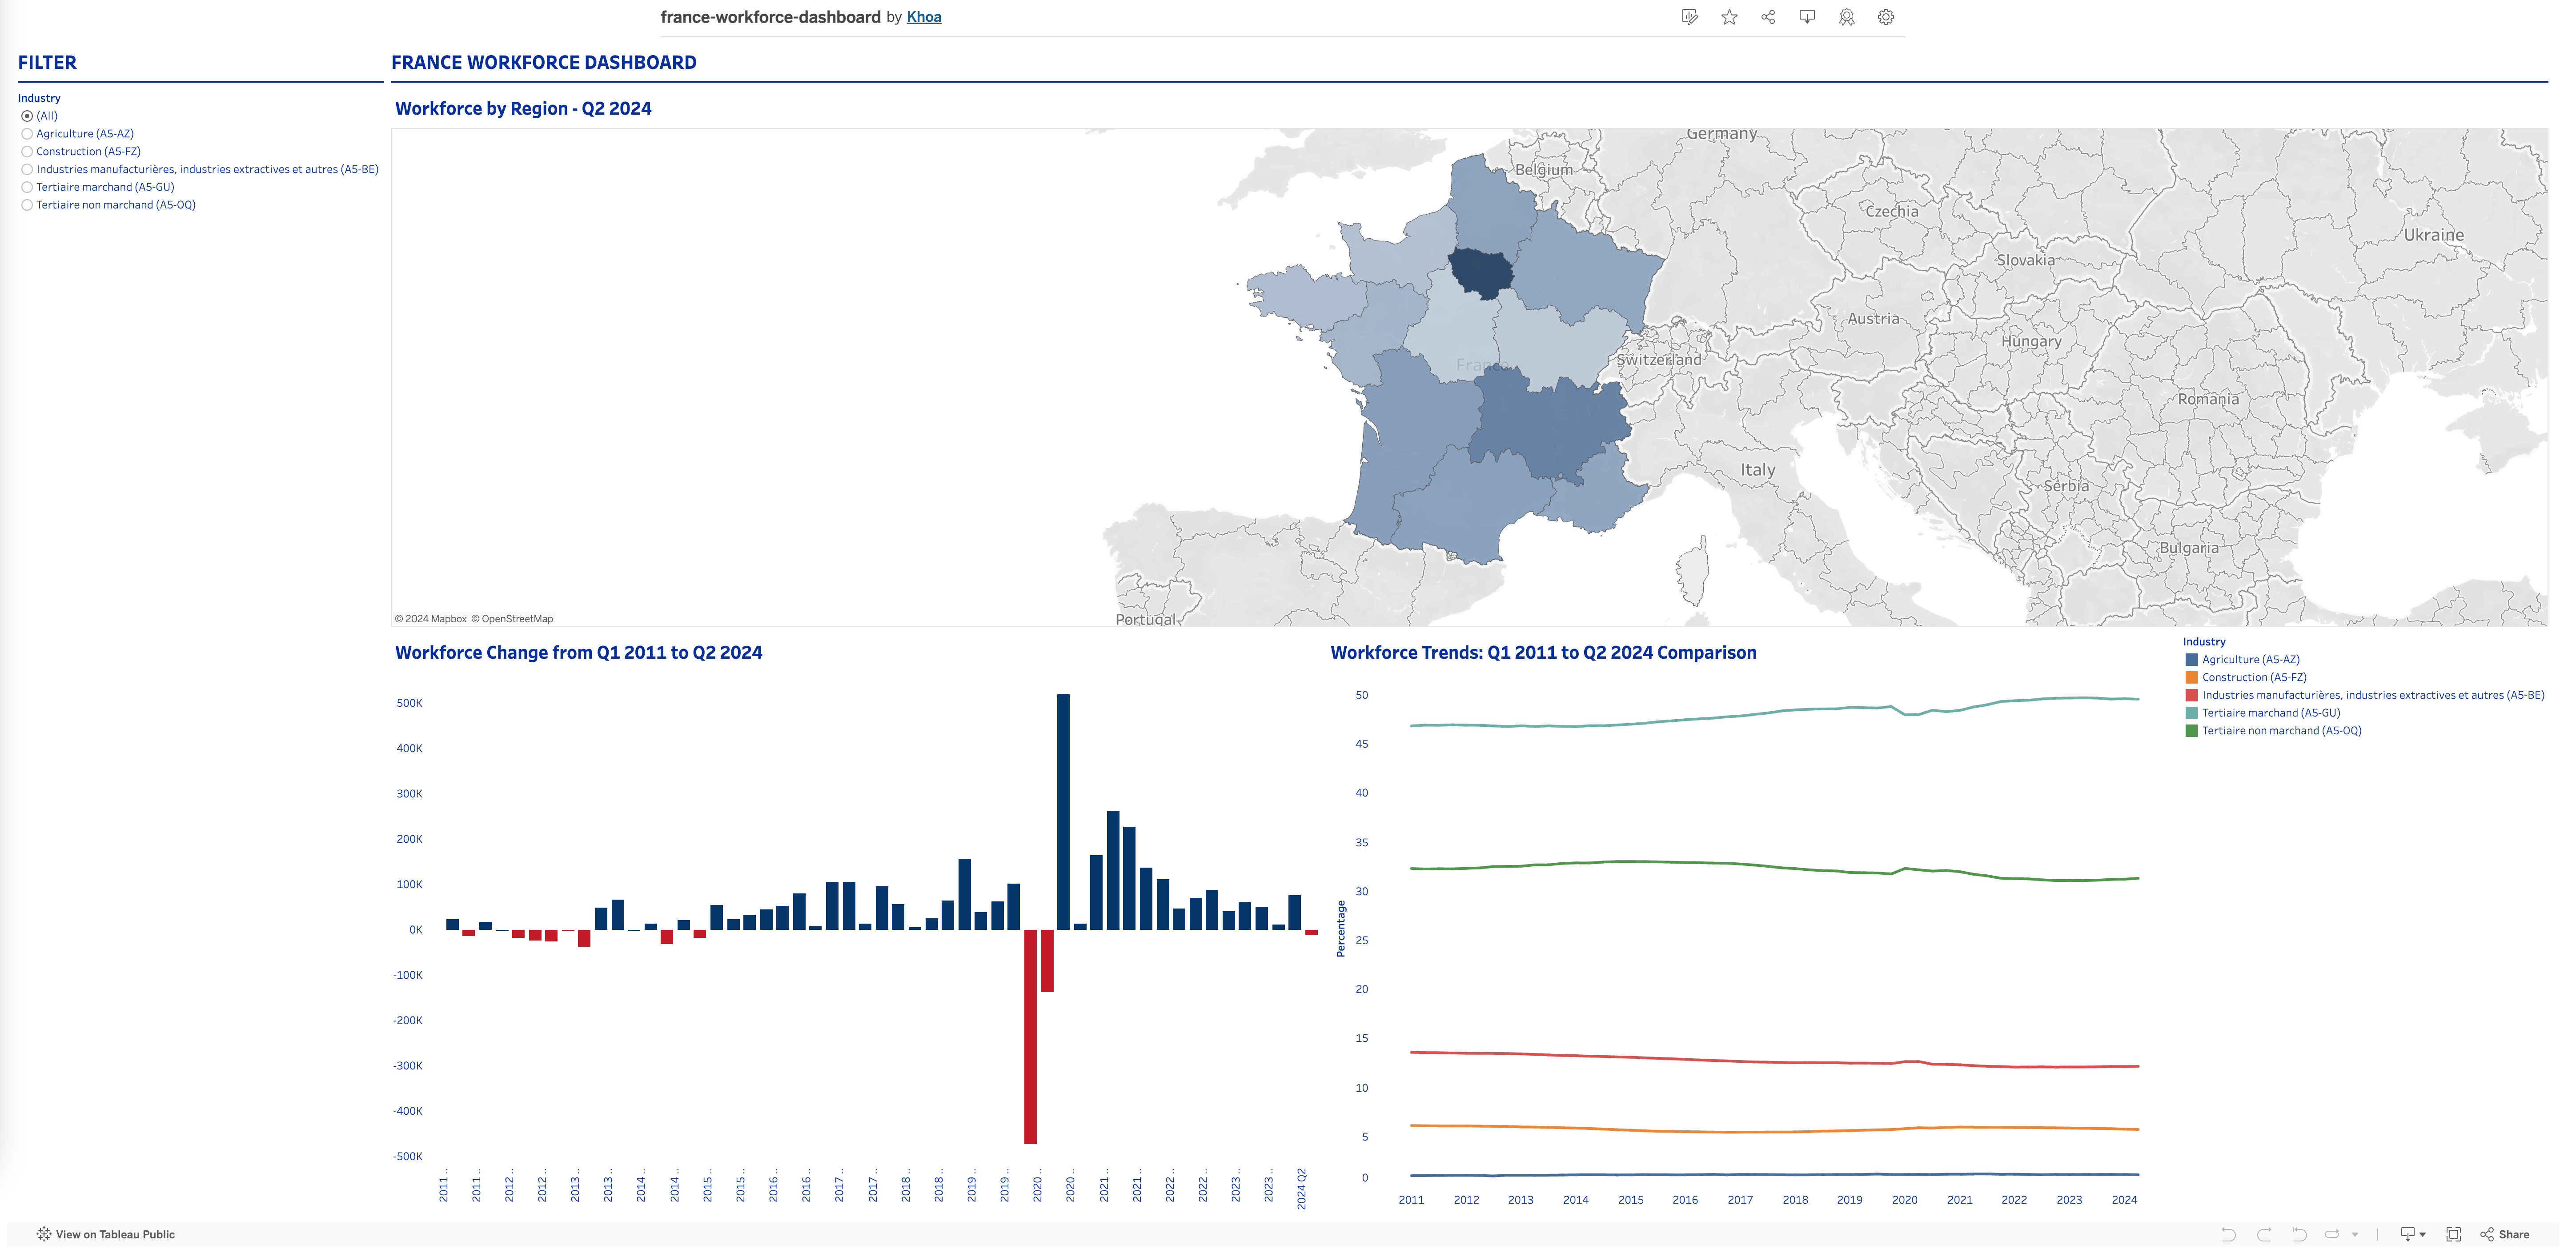 france-workforce-dashboard by Khoa
FILTER
Industry
(All)
Agriculture (A5-AZ)
Construction (A5-FZ)
Industries manufacturières, industries extractives et autres (A5-BE)
Tertiaire marchand (A5-GU)
Tertiaire non marchand (A5-OQ)
FRANCE WORKFORCE DASHBOARD
Workforce by Region - Q2 2024
Germany
Belgium
Czechia
Ukraine
Slovakia
Austria
Hungary
France
Switzerland
Romania
Italy
Serbia
Bulgaria
Portugal
© 2024 Mapbox © OpenStreetMap
Workforce Change from Q1 2011 to Q2 2024
500K
400K
300K
200K
100K
0K
-100K
-200K
-300K
-400K
-500K
2011..
2011..
2012..
2012..
2013..
2013..
2014..
2014..
2015..
2015..
2016..
2016..
2017..
2017..
2018..
2018..
2019..
2019..
2020..
2020..
2021..
2021..
2022..
2022..
2023..
2023..
2024 Q2
Workforce Trends: Q1 2011 to Q2 2024 Comparison
Percentage
50
45
40
35
30
25
20
15
10
5
0
2011 2012 2013 2014 2015 2016 2017 2018 2019 2020 2021 2022 2023 2024
Industry
Agriculture (A5-AZ)
Construction (A5-FZ)
Industries manufacturières, industries extractives et autres (A5-BE)
Tertiaire marchand (A5-GU)
Tertiaire non marchand (A5-OQ)
View on Tableau Public
Share